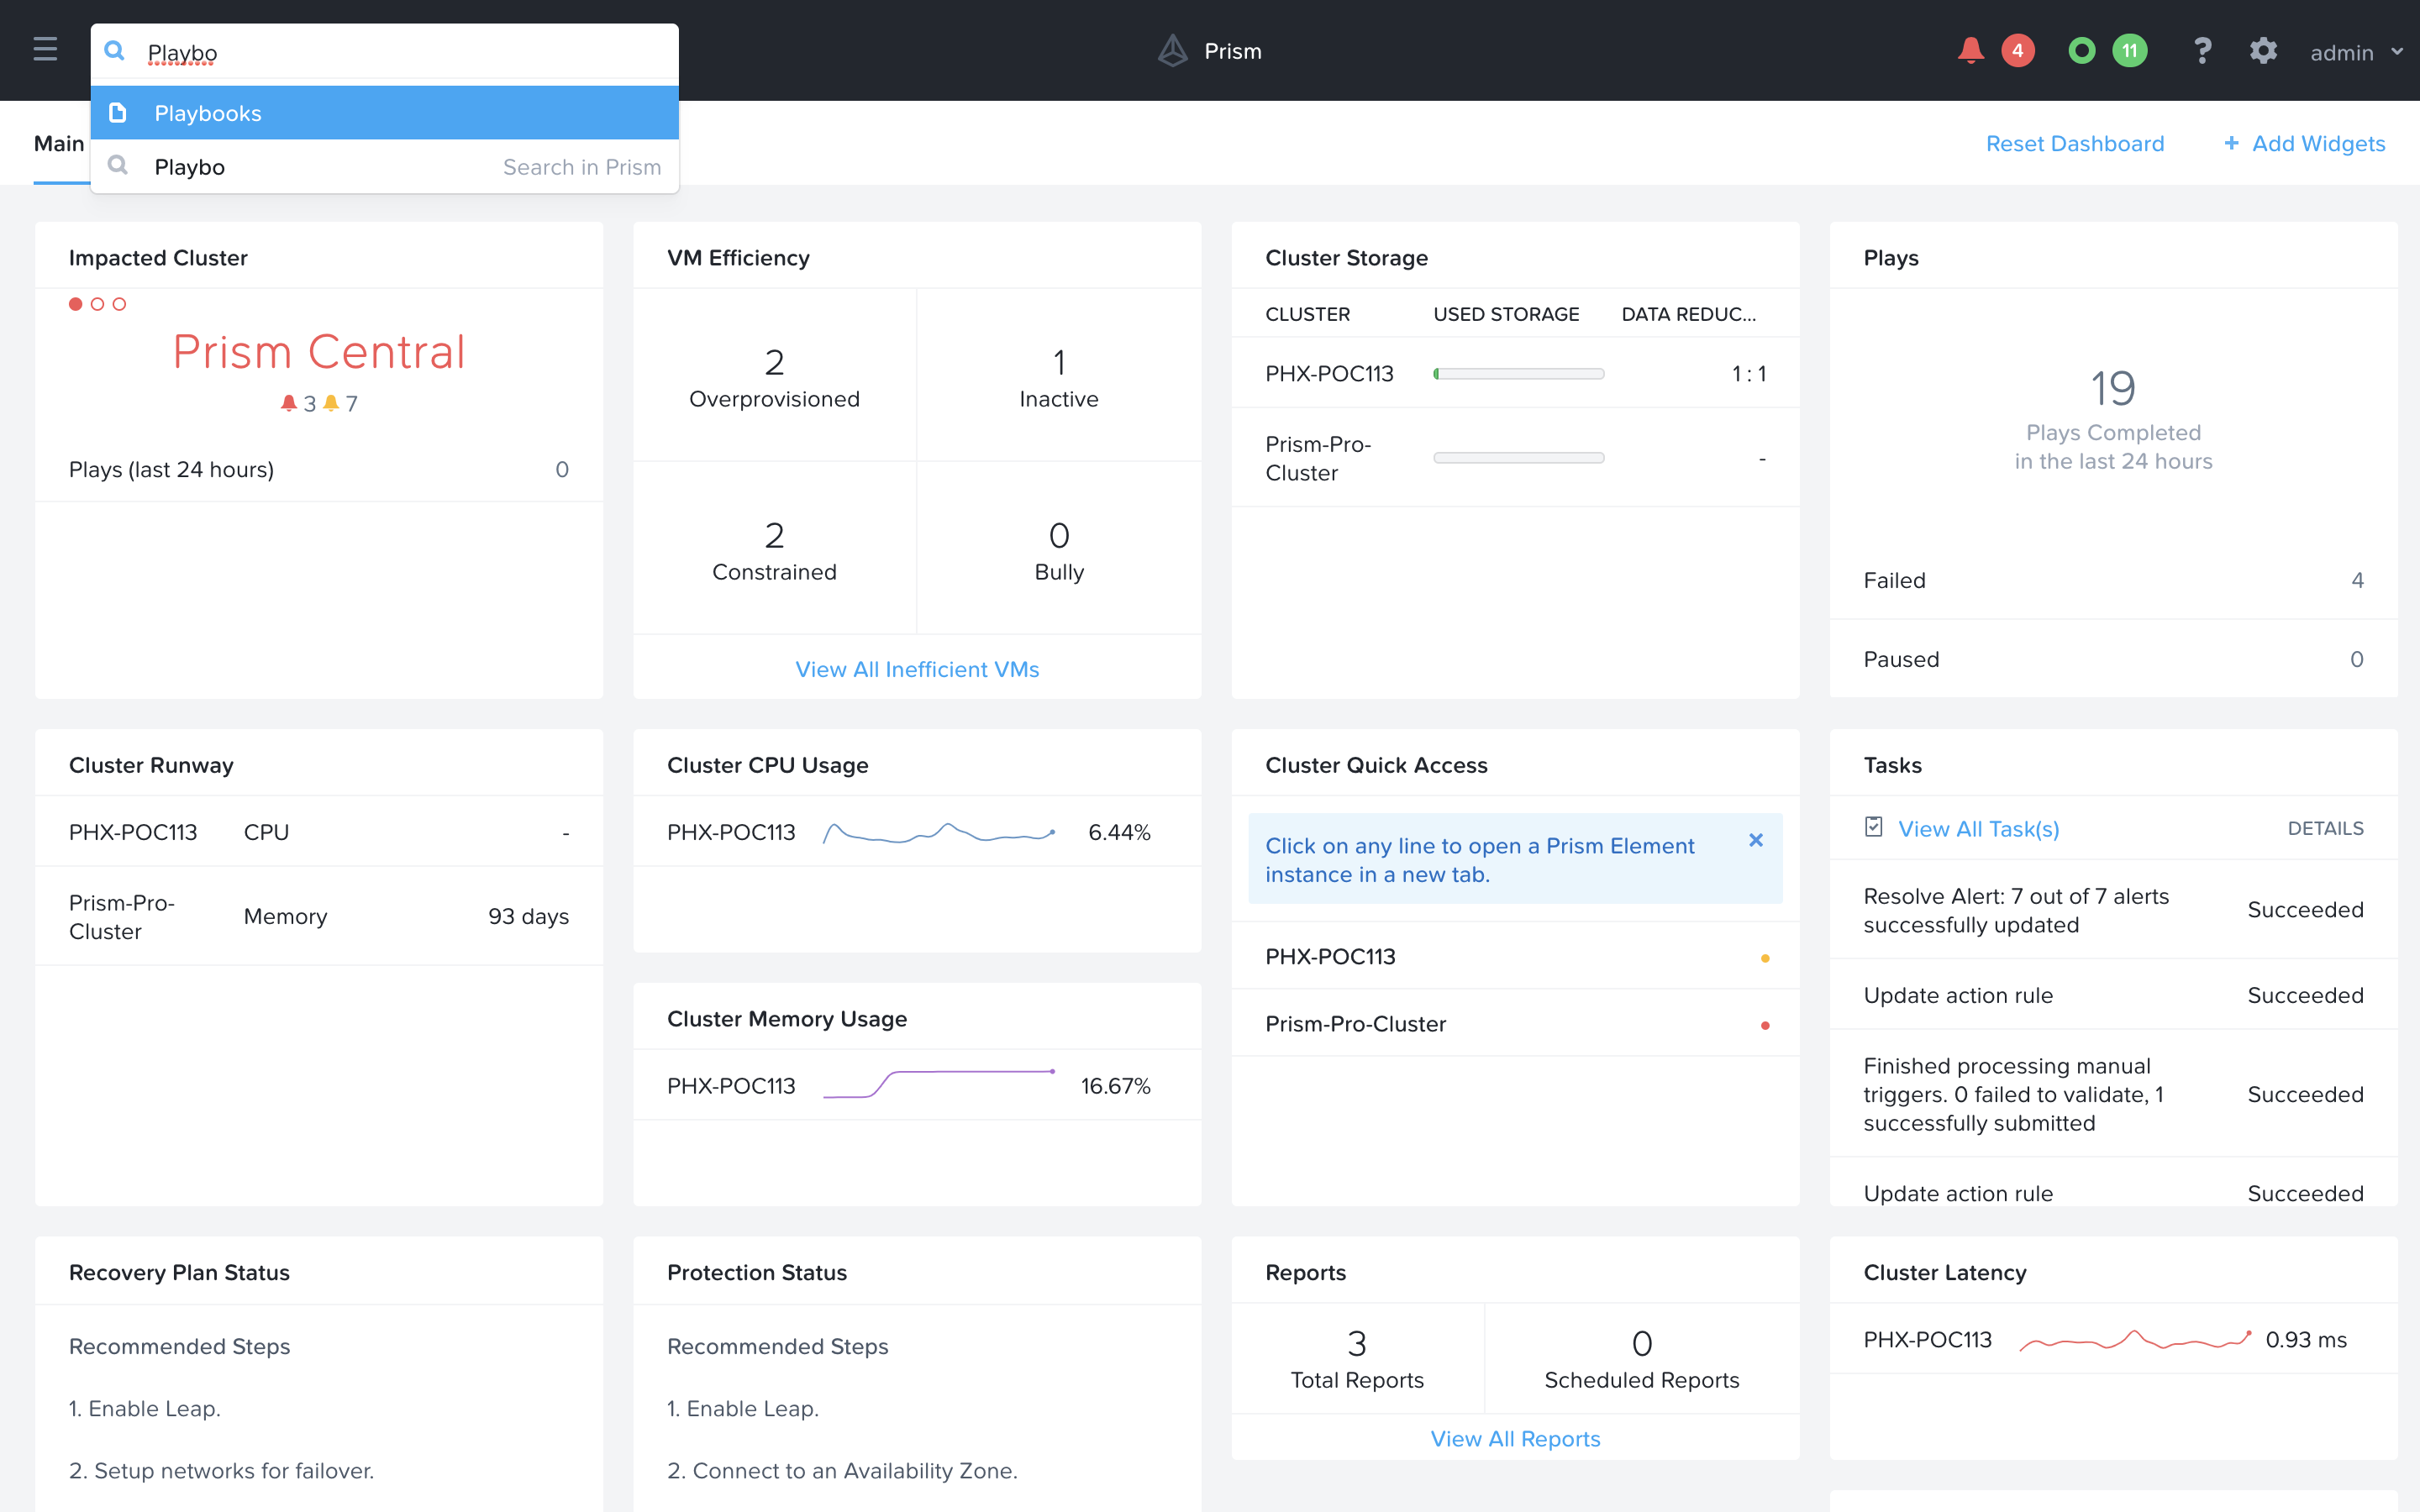 Playbo
Prism
4
11
?
admin
Playbooks
Playbo Search in Prism
Main
Reset Dashboard
+ Add Widgets
Impacted Cluster
Prism Central
3 7
Plays (last 24 hours) 0
VM Efficiency
2
Overprovisioned
1
Inactive
2
Constrained
0
Bully
View All Inefficient VMs
Cluster Storage
CLUSTER USED STORAGE DATA REDUC...
PHX-POC113 1 : 1
Prism-Pro-
Cluster -
Plays
19
Plays Completed
in the last 24 hours
Failed 4
Paused 0
Cluster Runway
PHX-POC113 CPU -
Prism-Pro-
Cluster Memory 93 days
Cluster CPU Usage
PHX-POC113 6.44%
Cluster Memory Usage
PHX-POC113 16.67%
Cluster Quick Access
Click on any line to open a Prism Element
instance in a new tab.
PHX-POC113
Prism-Pro-Cluster
Tasks
View All Task(s) DETAILS
Resolve Alert: 7 out of 7 alerts
successfully updated Succeeded
Update action rule Succeeded
Finished processing manual
triggers. 0 failed to validate, 1
successfully submitted Succeeded
Update action rule Succeeded
Recovery Plan Status
Recommended Steps
1. Enable Leap.
2. Setup networks for failover.
Protection Status
Recommended Steps
1. Enable Leap.
2. Connect to an Availability Zone.
Reports
3
Total Reports
0
Scheduled Reports
View All Reports
Cluster Latency
PHX-POC113 0.93 ms